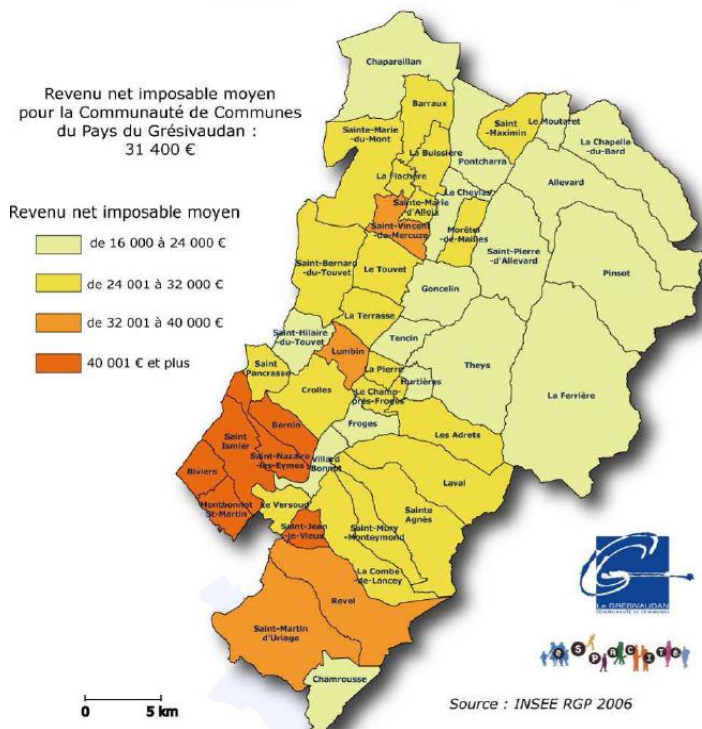 Revenu net imposable moyen
pour la Communauté de Communes
du Pays du Grésivaudan :
31 400 €
Revenu net imposable moyen
de 16 000 à 24 000 €
de 24 001 à 32 000 €
de 32 001 à 40 000 €
40 001 € et plus
Chapareillan
Barraux
Sainte-Marie
-du-Mont
La Buissière
Pontcharra
Saint
-Maximin
Le Moutaret
La Chapelle
-du-Bard
La Flachère
Le Cheylas
Allevard
Sainte-Marie
d'Alloix
Saint-Vincent
-de-Mercuze
Morêtel
-de-Mailles
Saint-Pierre
-d'Allevard
Pinsot
Saint-Bernard
-du-Touvet
Le Touvet
Goncelin
La Terrasse
Saint-Hilaire
-du-Touvet
Tencin
Lumbin
La Pierre
Theys
Saint
Pancrasse
Hurtières
Crolles
Le Champ-
près-Froges
La Ferrière
Froges
Bernin
Les Adrets
Saint
Ismier
Saint-Nazaire
-les-Eymes
Villard
-Bonnot
Biviers
Laval
Montbonnot
St-Martin
Le Versoud
Sainte
Agnès
Saint-Jean
-le-Vieux
Saint-Mury
-Monteymond
La Combe
-de-Lancey
Revel
Saint-Martin
d'Uriage
Chamrousse
Le GRÉSIVAUDAN
COMMUNAUTÉ DE COMMUNES
eSPACITé
0 5 km
Source : INSEE RGP 2006